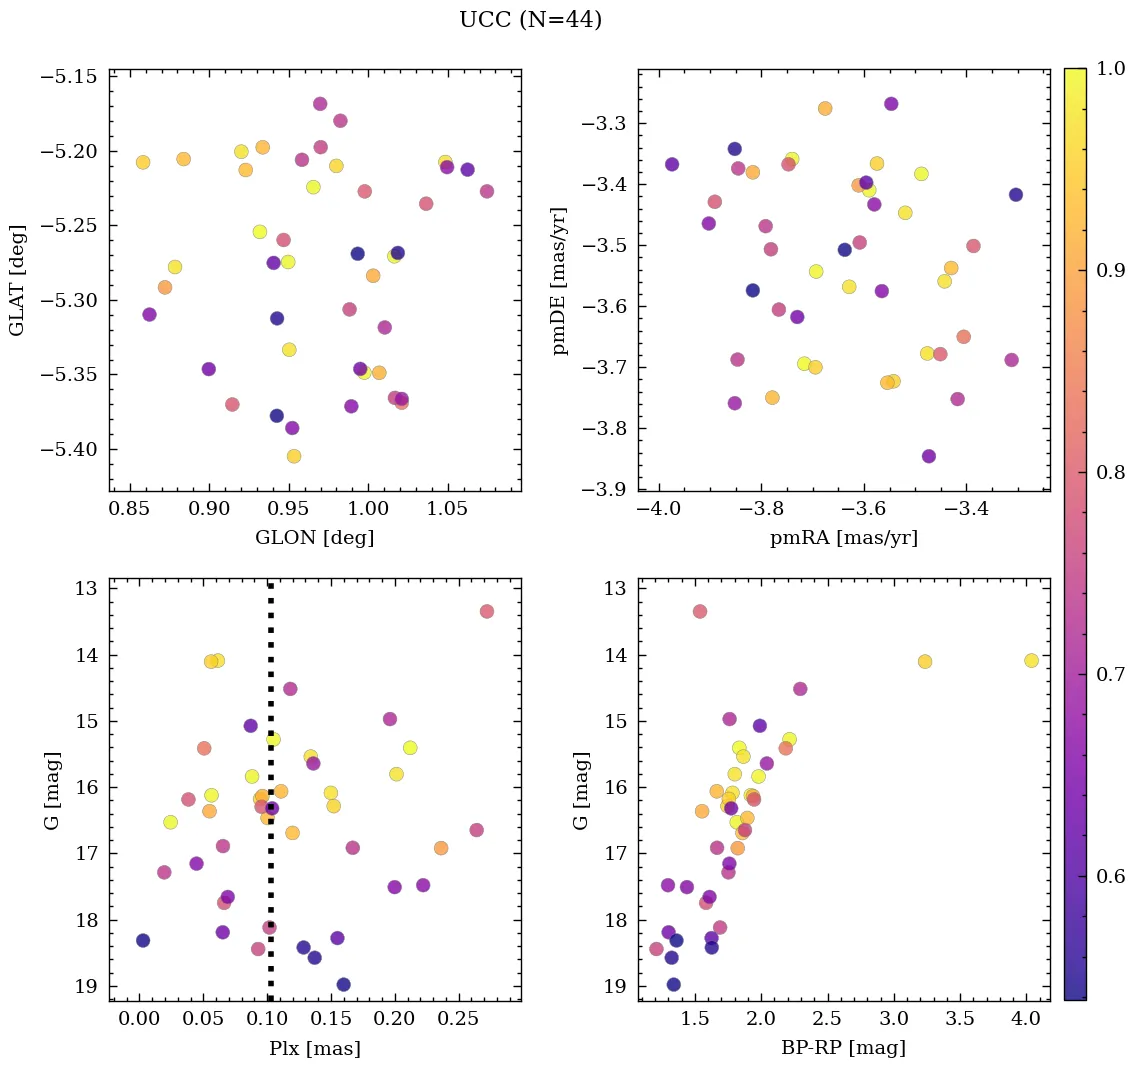 UCC (N=44)
−5.15
−5.20
−5.25
−5.30
−5.35
−5.40
GLAT [deg]
0.85 0.90 0.95 1.00 1.05
GLON [deg]
−3.3
−3.4
−3.5
−3.6
−3.7
−3.8
−3.9
pmDE [mas/yr]
−4.0 −3.8 −3.6 −3.4
pmRA [mas/yr]
1.0
0.9
0.8
0.7
0.6
13
14
15
16
17
18
19
G [mag]
0.00 0.05 0.10 0.15 0.20 0.25
Plx [mas]
13
14
15
16
17
18
19
G [mag]
1.5 2.0 2.5 3.0 3.5 4.0
BP-RP [mag]